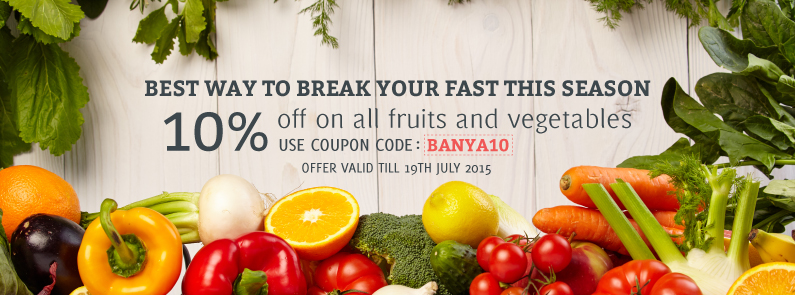 BEST WAY TO BREAK YOUR FAST THIS SEASON
10% off on all fruits and vegetables
USE COUPON CODE: BANYA10
OFFER VALID TILL 19TH JULY 2015